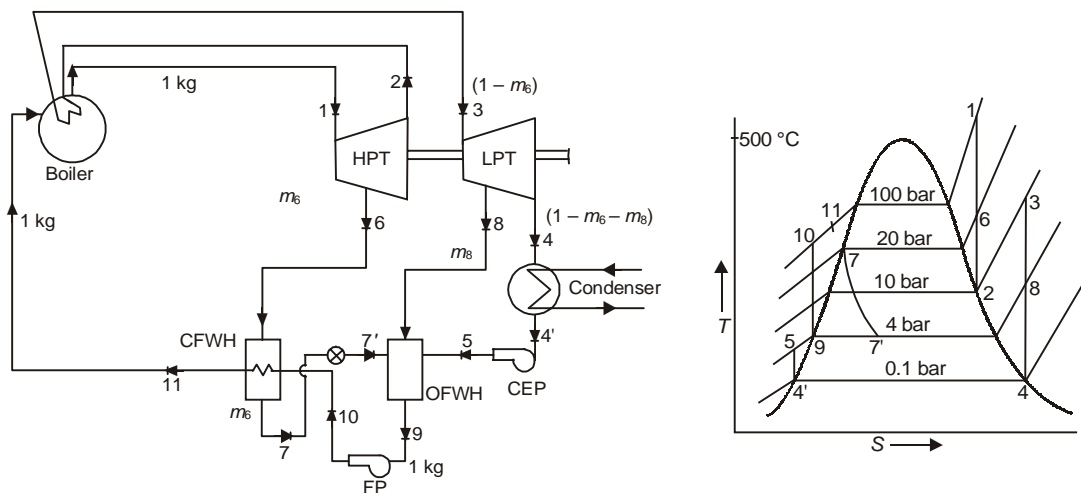 1 kg
2
(1 – m₆)
1
3
Boiler
HPT
LPT
m₆
(1 – m₆ – m₈)
1 kg
6
8
4
m₈
Condenser
CFWH
7′
5
4′
CEP
11
OFWH
m₆
10
9
7
1 kg
FP
500 °C
1
100 bar
11
3
10
6
20 bar
7
10 bar
2
8
T
4 bar
5
9
7′
0.1 bar
4′
4
S